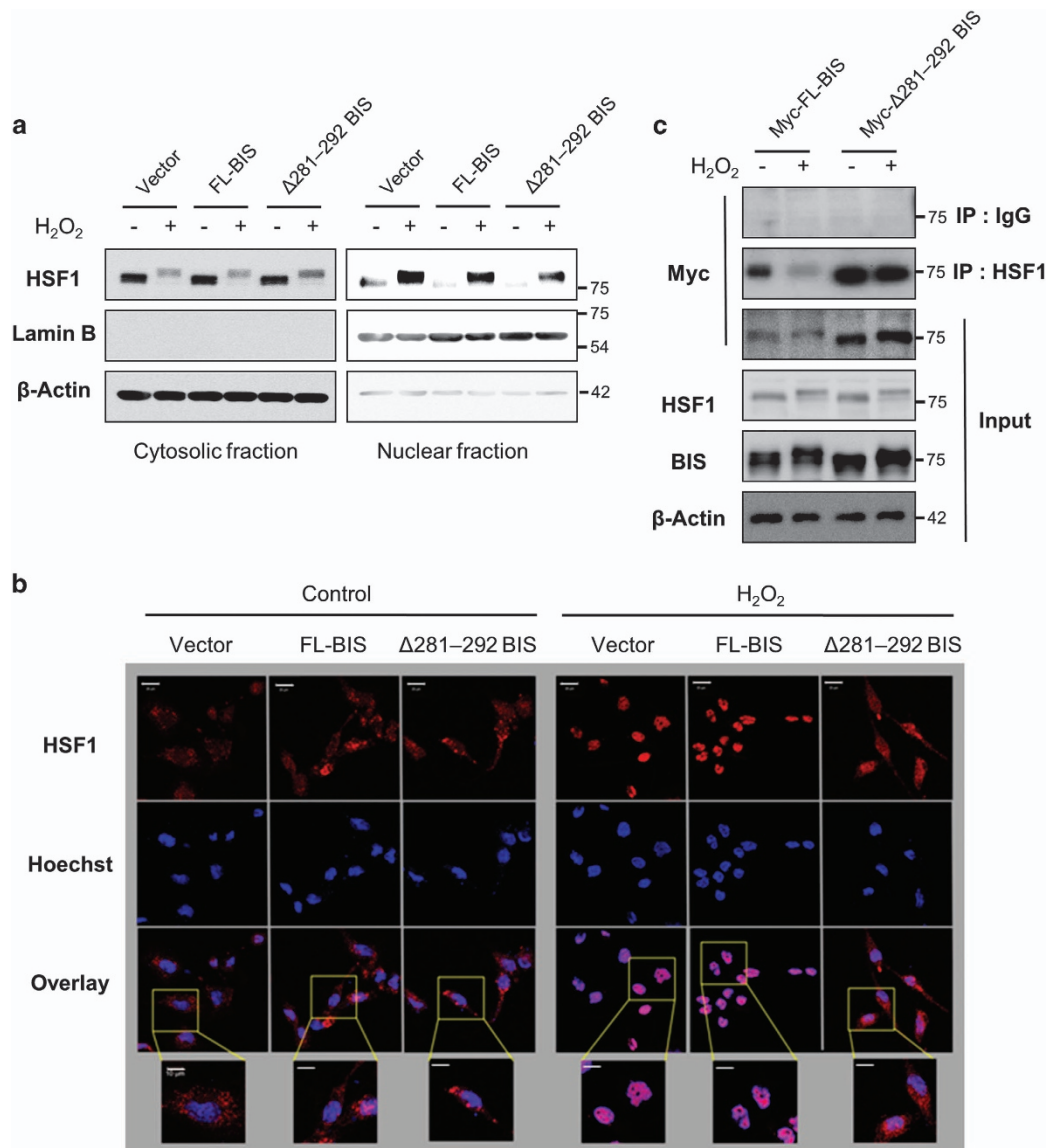 a
Vector FL-BIS Δ281–292 BIS Vector FL-BIS Δ281–292 BIS
H₂O₂ - + - + - + - + - + - +
HSF1
75
Lamin B
75
54
β-Actin
42
Cytosolic fraction Nuclear fraction
c
Myc-FL-BIS Myc-Δ281–292 BIS
H₂O₂ - + - +
Myc
75 IP : IgG
75 IP : HSF1
75
HSF1 75
BIS 75
β-Actin 42
Input
b
Control H₂O₂
Vector FL-BIS Δ281–292 BIS Vector FL-BIS Δ281–292 BIS
HSF1
Hoechst
Overlay
10 µm